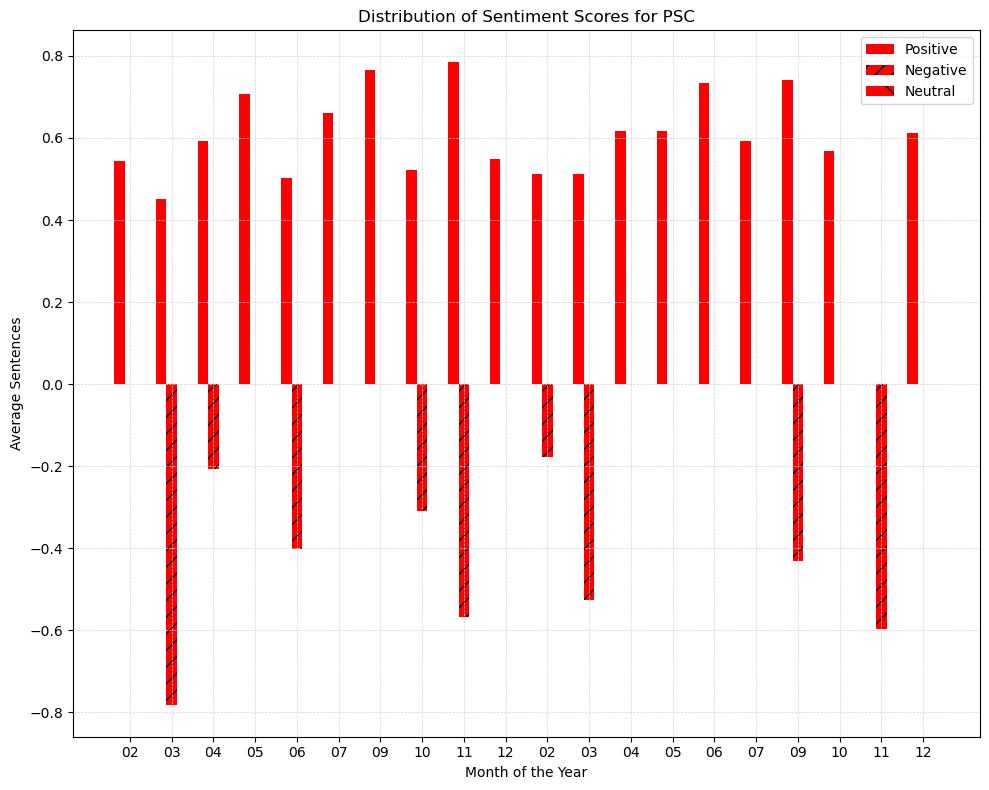 Distribution of Sentiment Scores for PSC
Positive
Negative
Neutral
0.8
0.6
0.4
0.2
0.0
−0.2
−0.4
−0.6
−0.8
Average Sentences
02 03 04 05 06 07 09 10 11 12 02 03 04 05 06 07 09 10 11 12
Month of the Year